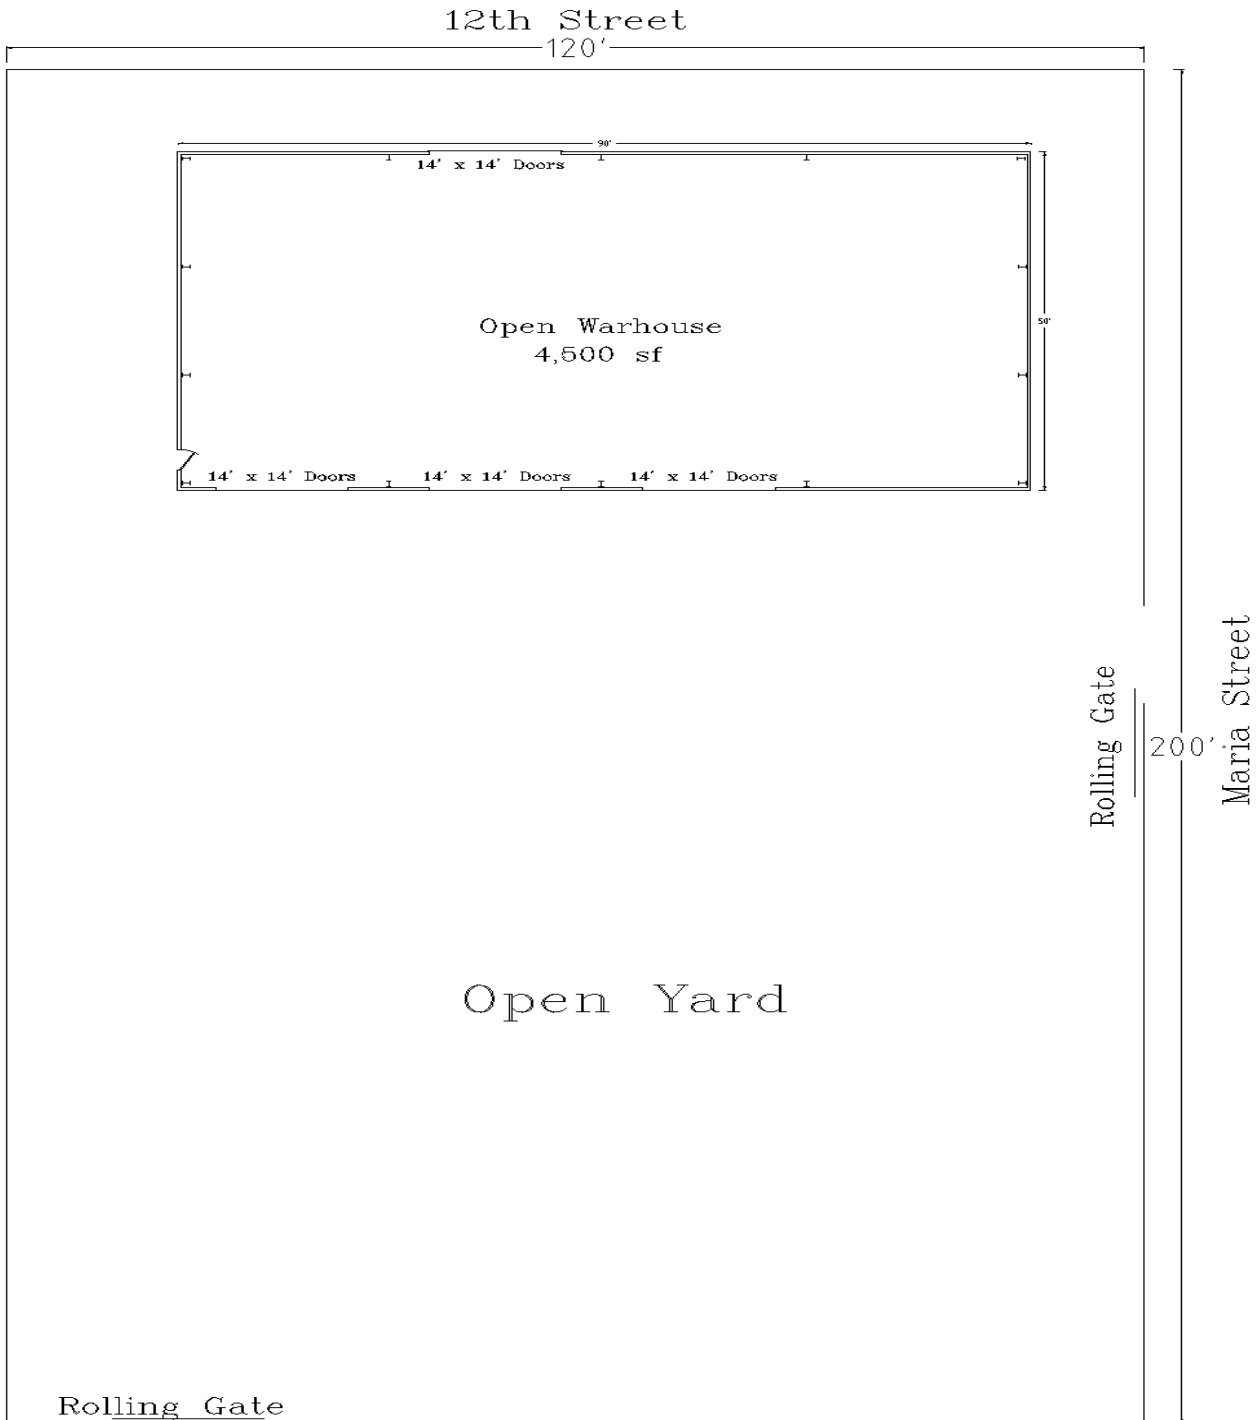 12th Street
120'
90'
14' x 14' Doors
Open Warhouse
4,500 sf
50'
14' x 14' Doors 14' x 14' Doors 14' x 14' Doors
Rolling Gate
200'
Maria Street
Open Yard
Rolling Gate